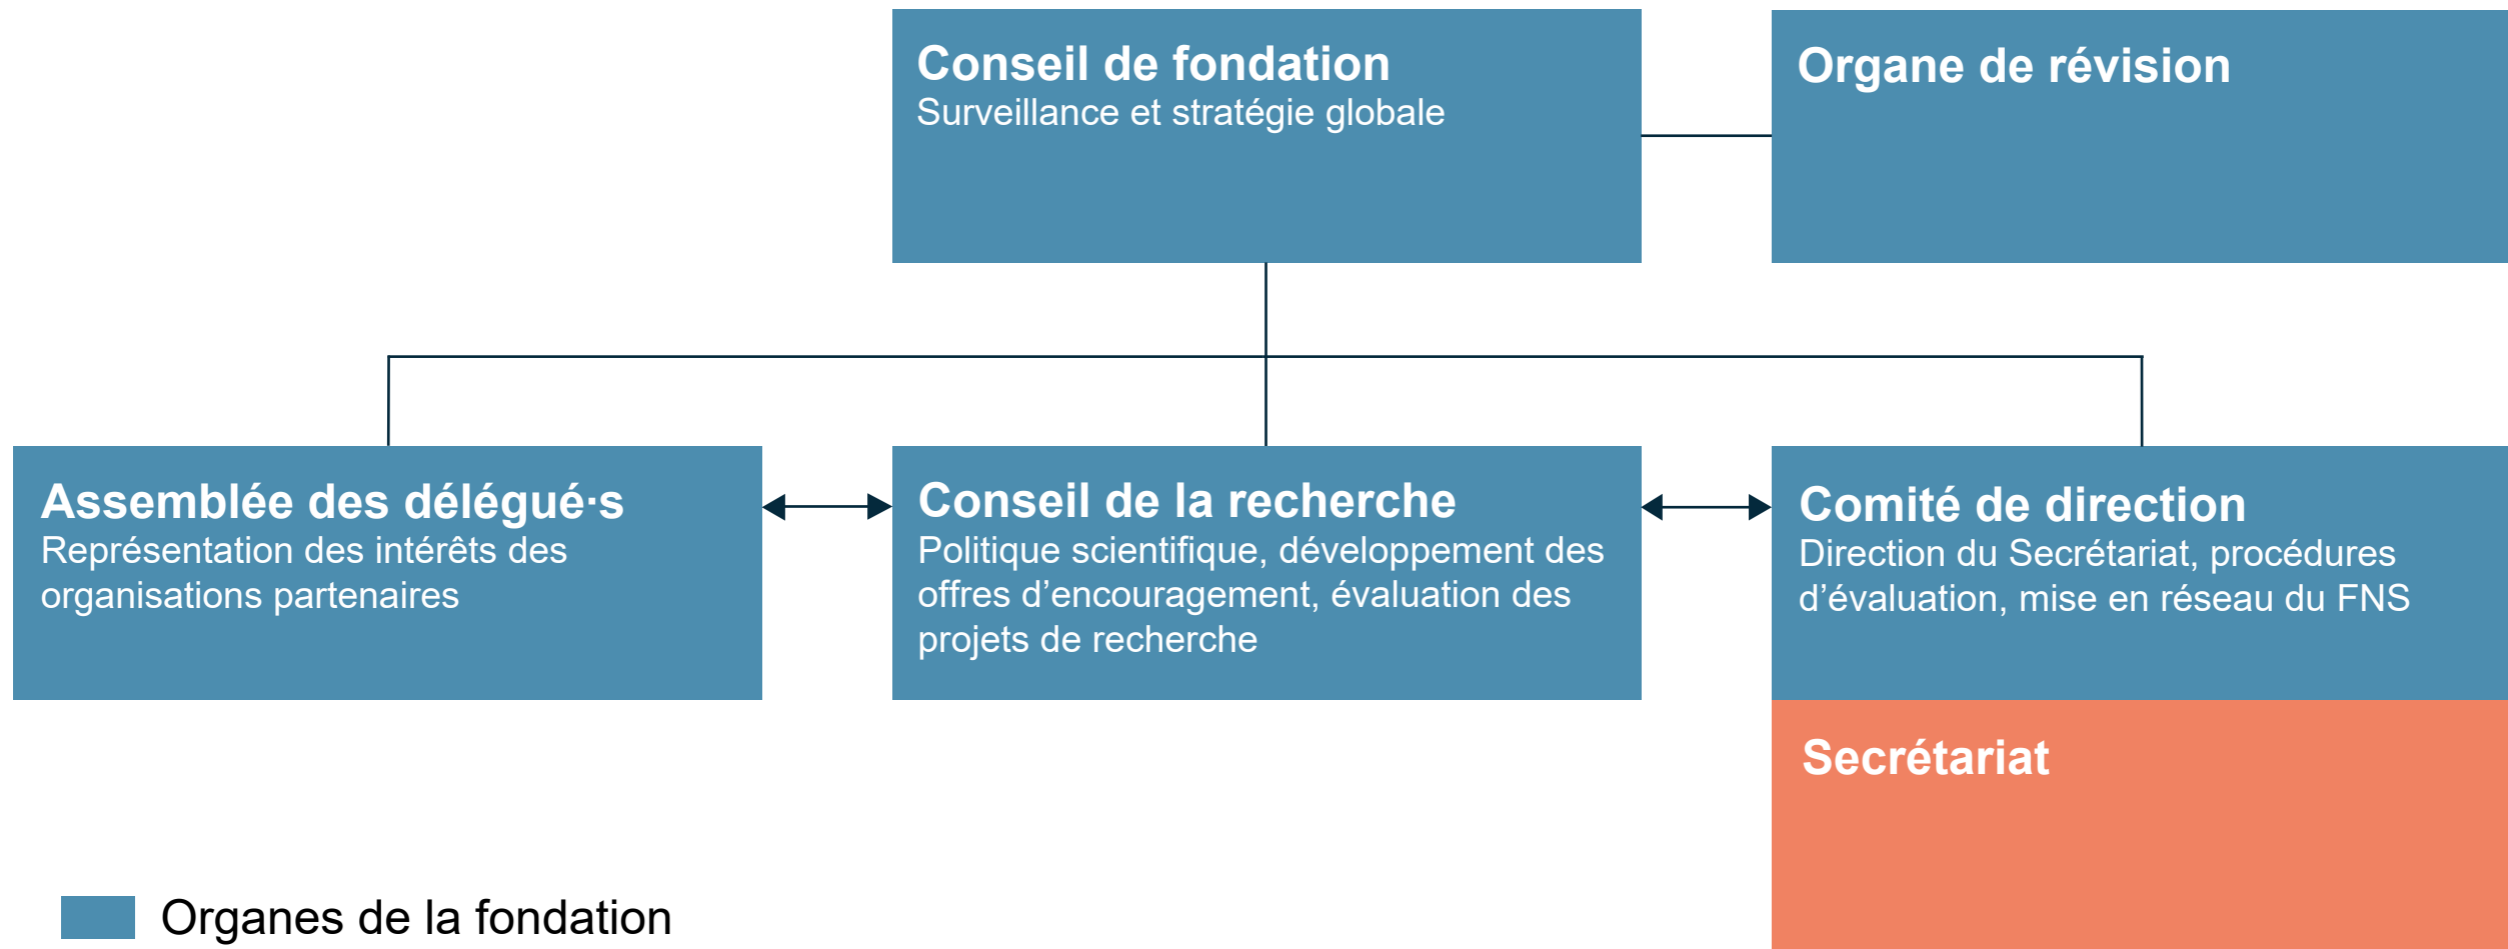 Conseil de fondation
Surveillance et stratégie globale
Organe de révision
Assemblée des délégué·s
Représentation des intérêts des
organisations partenaires
Conseil de la recherche
Politique scientifique, développement des
offres d’encouragement, évaluation des
projets de recherche
Comité de direction
Direction du Secrétariat, procédures
d’évaluation, mise en réseau du FNS
Secrétariat
Organes de la fondation